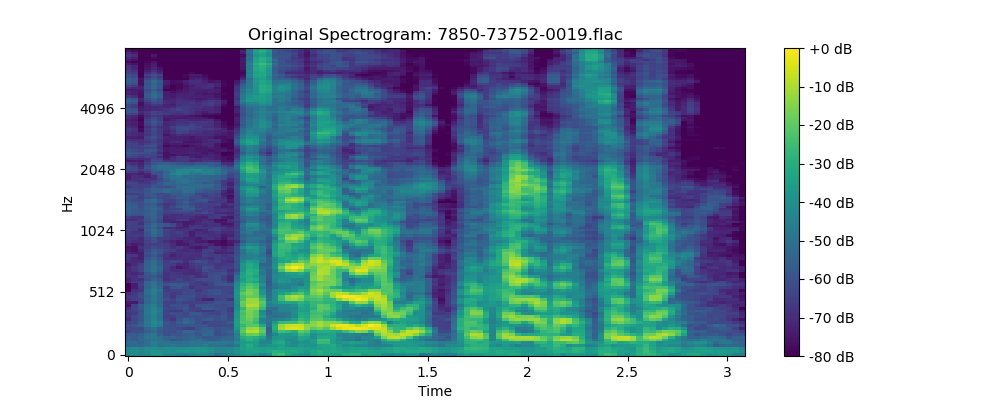 Original Spectrogram: 7850-73752-0019.flac
Hz
4096
2048
1024
512
0
0
0.5
1
1.5
2
2.5
3
Time
+0 dB
-10 dB
-20 dB
-30 dB
-40 dB
-50 dB
-60 dB
-70 dB
-80 dB